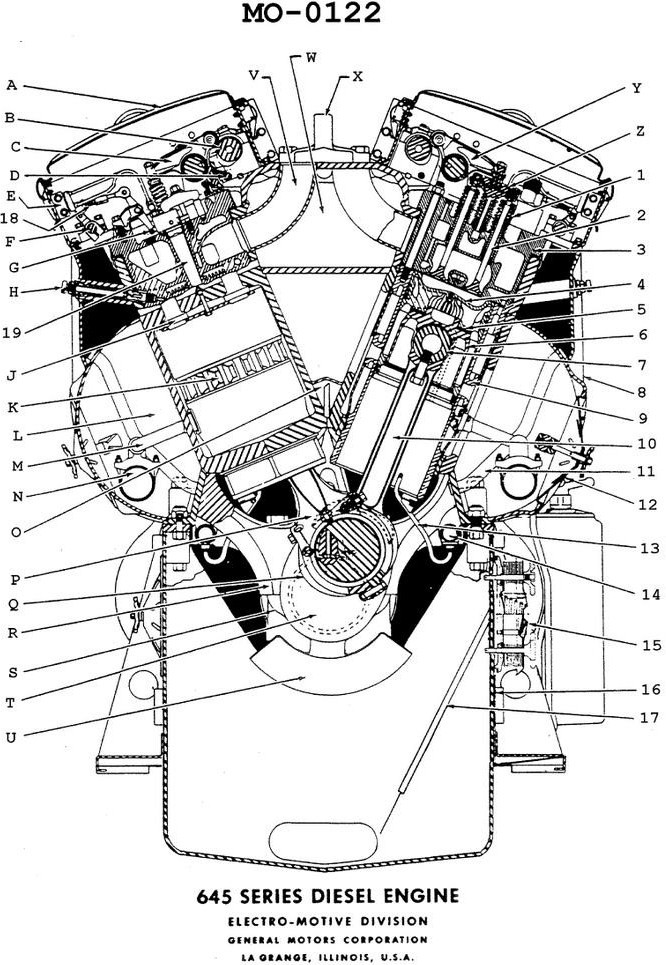 MO-0122
W
V
X
A
Y
B
Z
C
D
1
E
18
2
F
3
G
4
H
5
19
6
J
7
K
8
L
9
M
10
N
11
O
12
13
P
14
Q
R
15
S
16
T
17
U
645 SERIES DIESEL ENGINE
ELECTRO-MOTIVE DIVISION
GENERAL MOTORS CORPORATION
LA GRANGE, ILLINOIS, U.S.A.